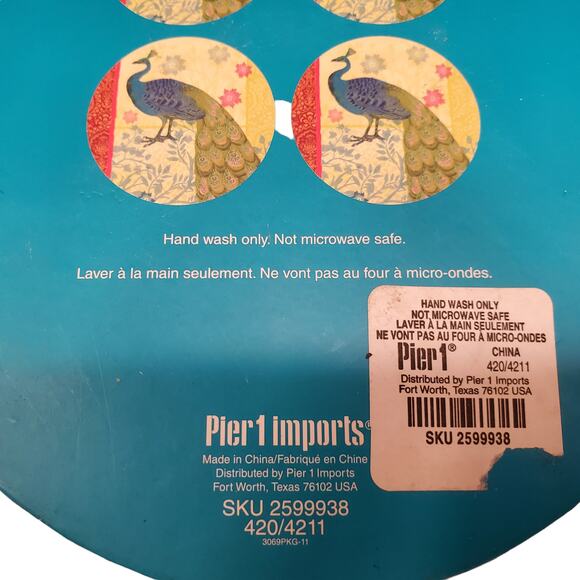 Hand wash only. Not microwave safe.
Laver à la main seulement. Ne vont pas au four à micro-ondes.
HAND WASH ONLY
NOT MICROWAVE SAFE
LAVER À LA MAIN SEULEMENT
NE VONT PAS AU FOUR À MICRO-ONDES
Pier1® CHINA
420/4211
Distributed by Pier 1 Imports
Fort Worth, Texas 76102 USA
SKU 2599938
Pier1 imports®
Made in China/Fabriqué en Chine
Distributed by Pier 1 Imports
Fort Worth, Texas 76102 USA
SKU 2599938
420/4211
3069PKG-11